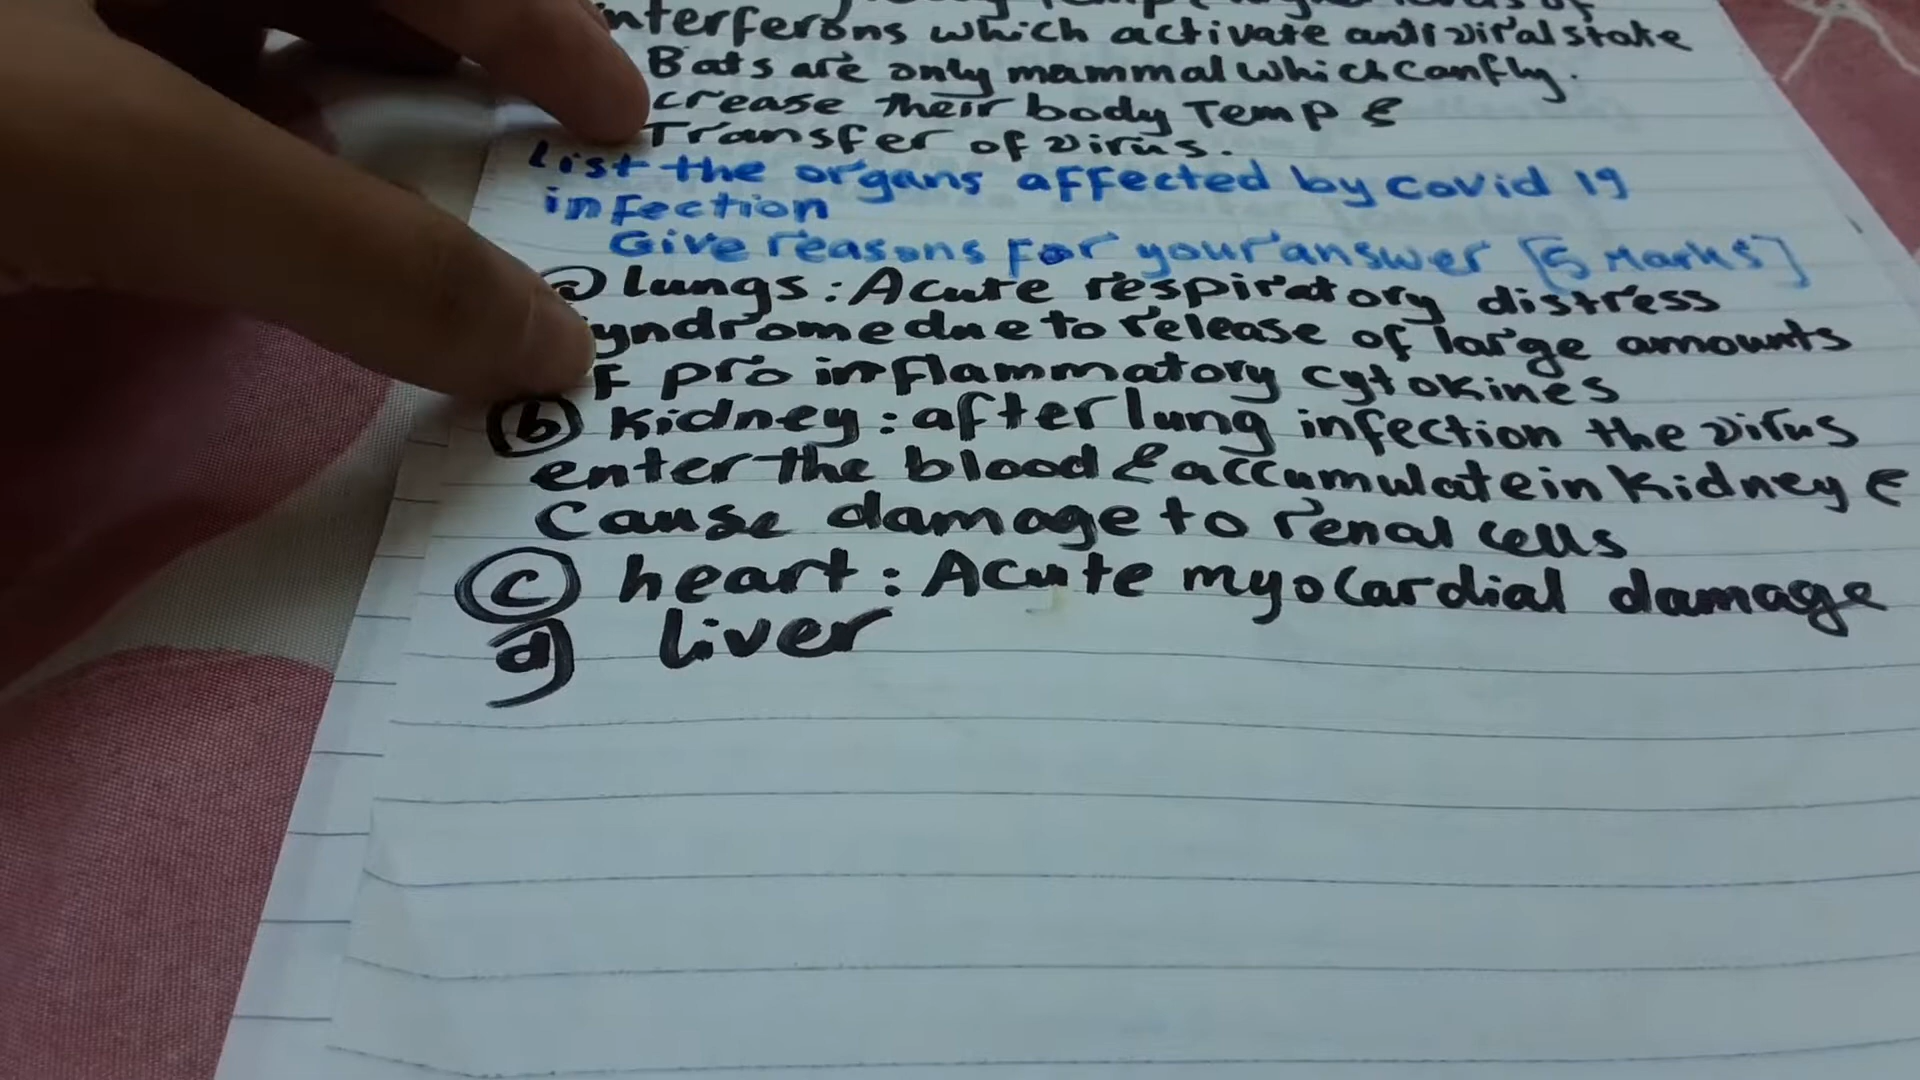 interferons which activate antiviral state
Bats are only mammal which can fly.
crease their body Temp &
Transfer of virus.
List the organs affected by covid 19
infection
Give reasons For your answer [5 Marks]
a lungs : Acute respiratory distress
yndrome due to release of large amounts
F pro inflammatory cytokines
b Kidney : after lung infection the virus
enter the blood & accumulate in Kidney &
Cause damage to renal cells
c heart : Acute myocardial damage
d) liver